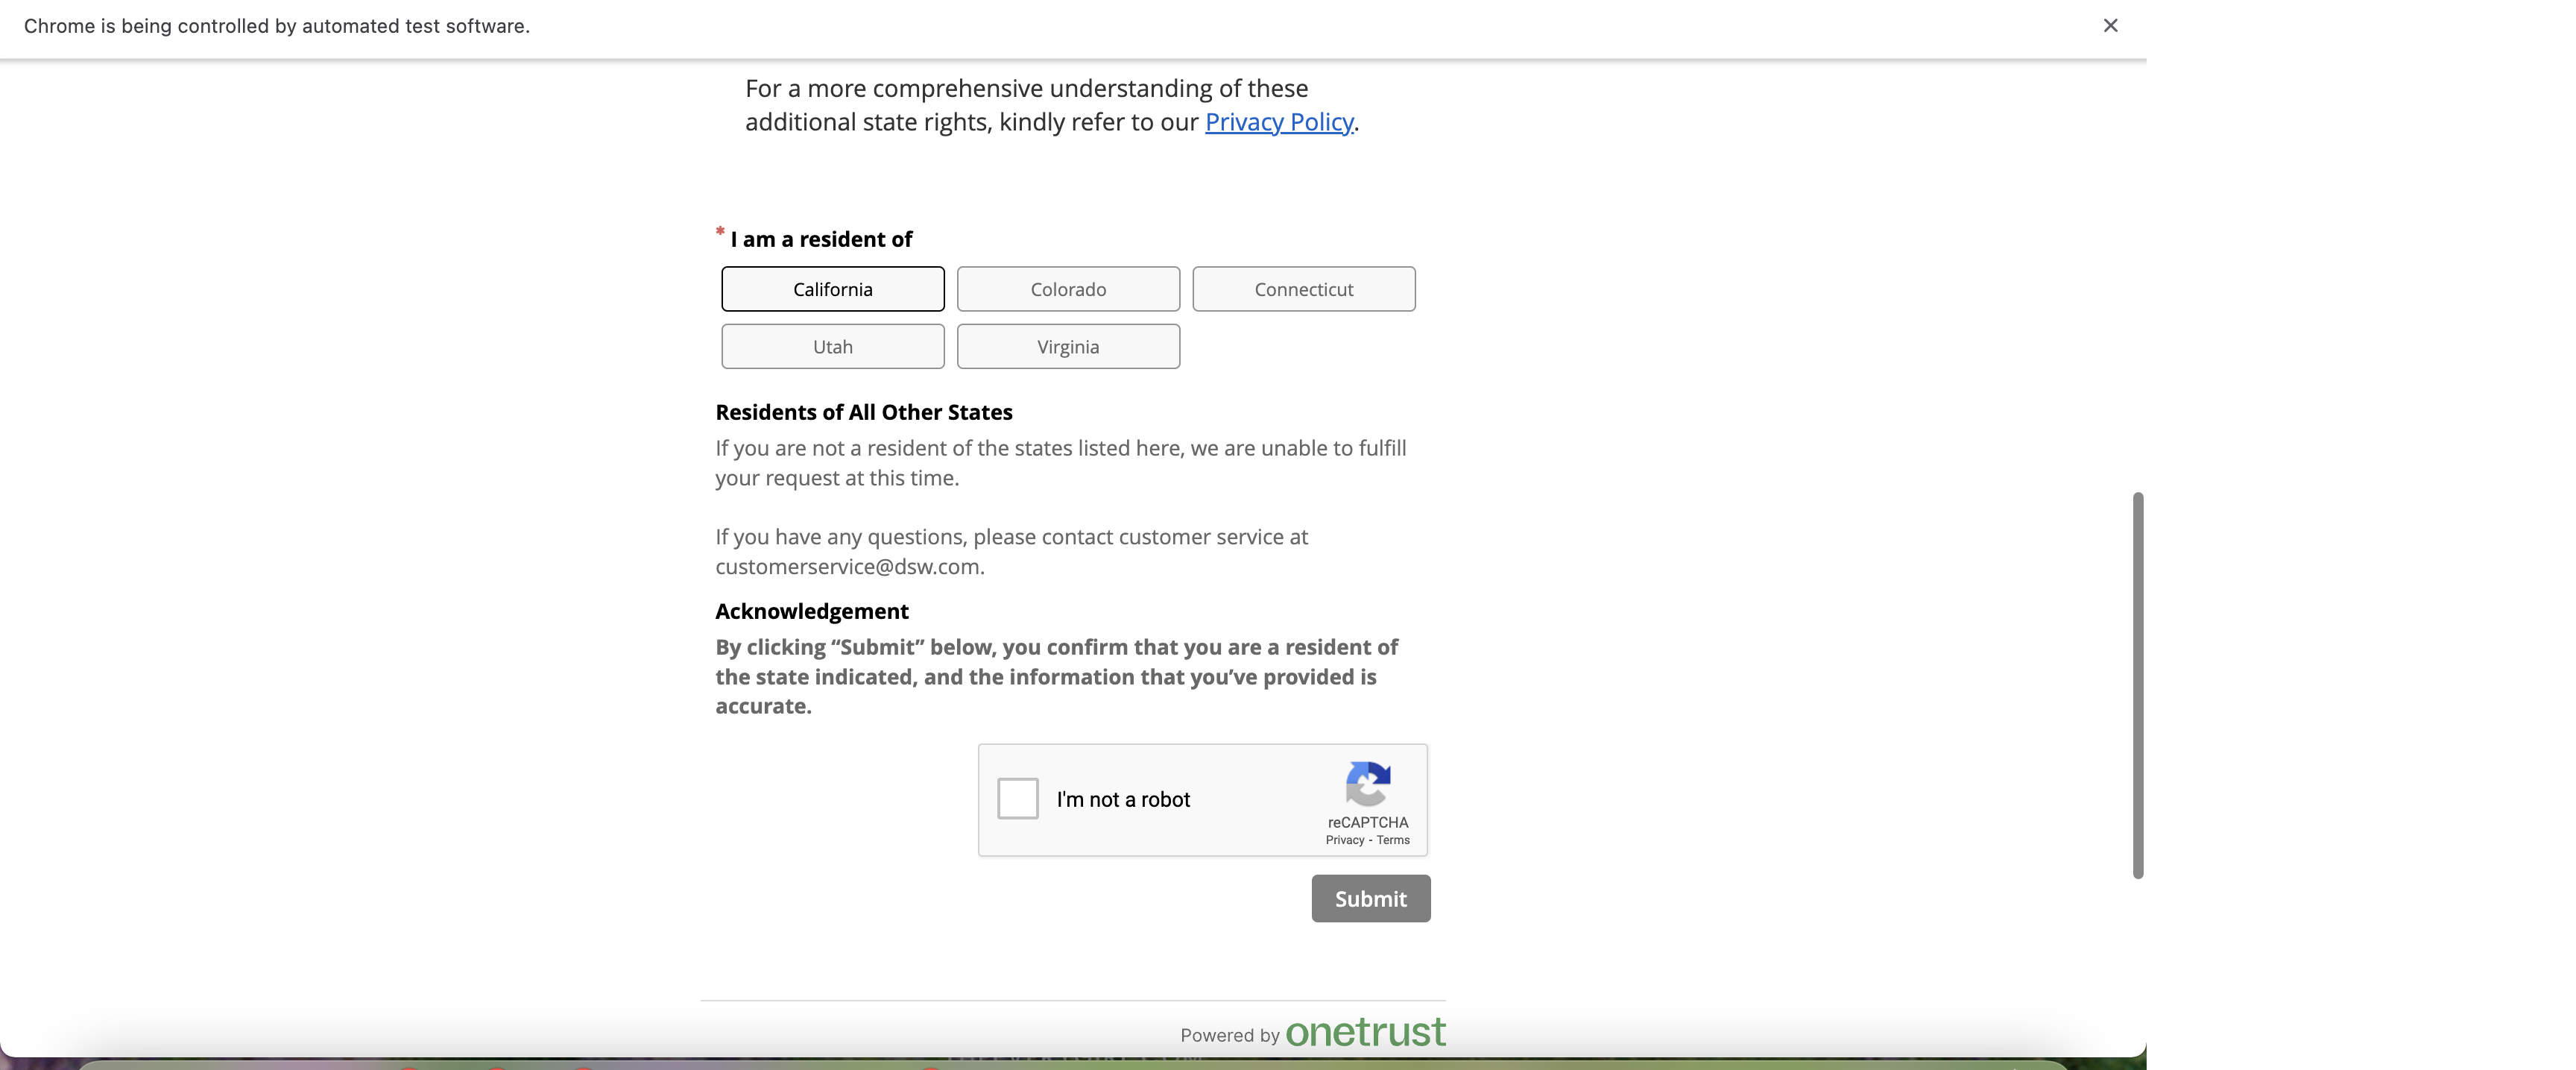 Chrome is being controlled by automated test software.
For a more comprehensive understanding of these
additional state rights, kindly refer to our Privacy Policy.
* I am a resident of
California
Colorado
Connecticut
Utah
Virginia
Residents of All Other States
If you are not a resident of the states listed here, we are unable to fulfill
your request at this time.
If you have any questions, please contact customer service at
customerservice@dsw.com.
Acknowledgement
By clicking “Submit” below, you confirm that you are a resident of
the state indicated, and the information that you’ve provided is
accurate.
I'm not a robot
reCAPTCHA
Privacy - Terms
Submit
Powered by onetrust